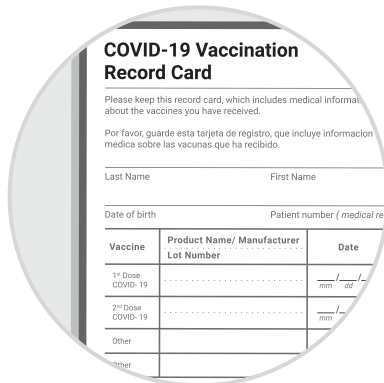 COVID-19 Vaccination
Record Card
Please keep this record card, which includes medical informat
about the vaccines you have received.
Por favor, guarde esta tarjeta de registro, que incluye informacion
medica sobre las vacunas que ha recibido.
Last Name First Name
Date of birth Patient number ( medical re
Vaccine Product Name/ Manufacturer Date
Lot Number
1st Dose
COVID- 19
mm / dd /
2nd Dose
COVID- 19
mm /
Other
Other